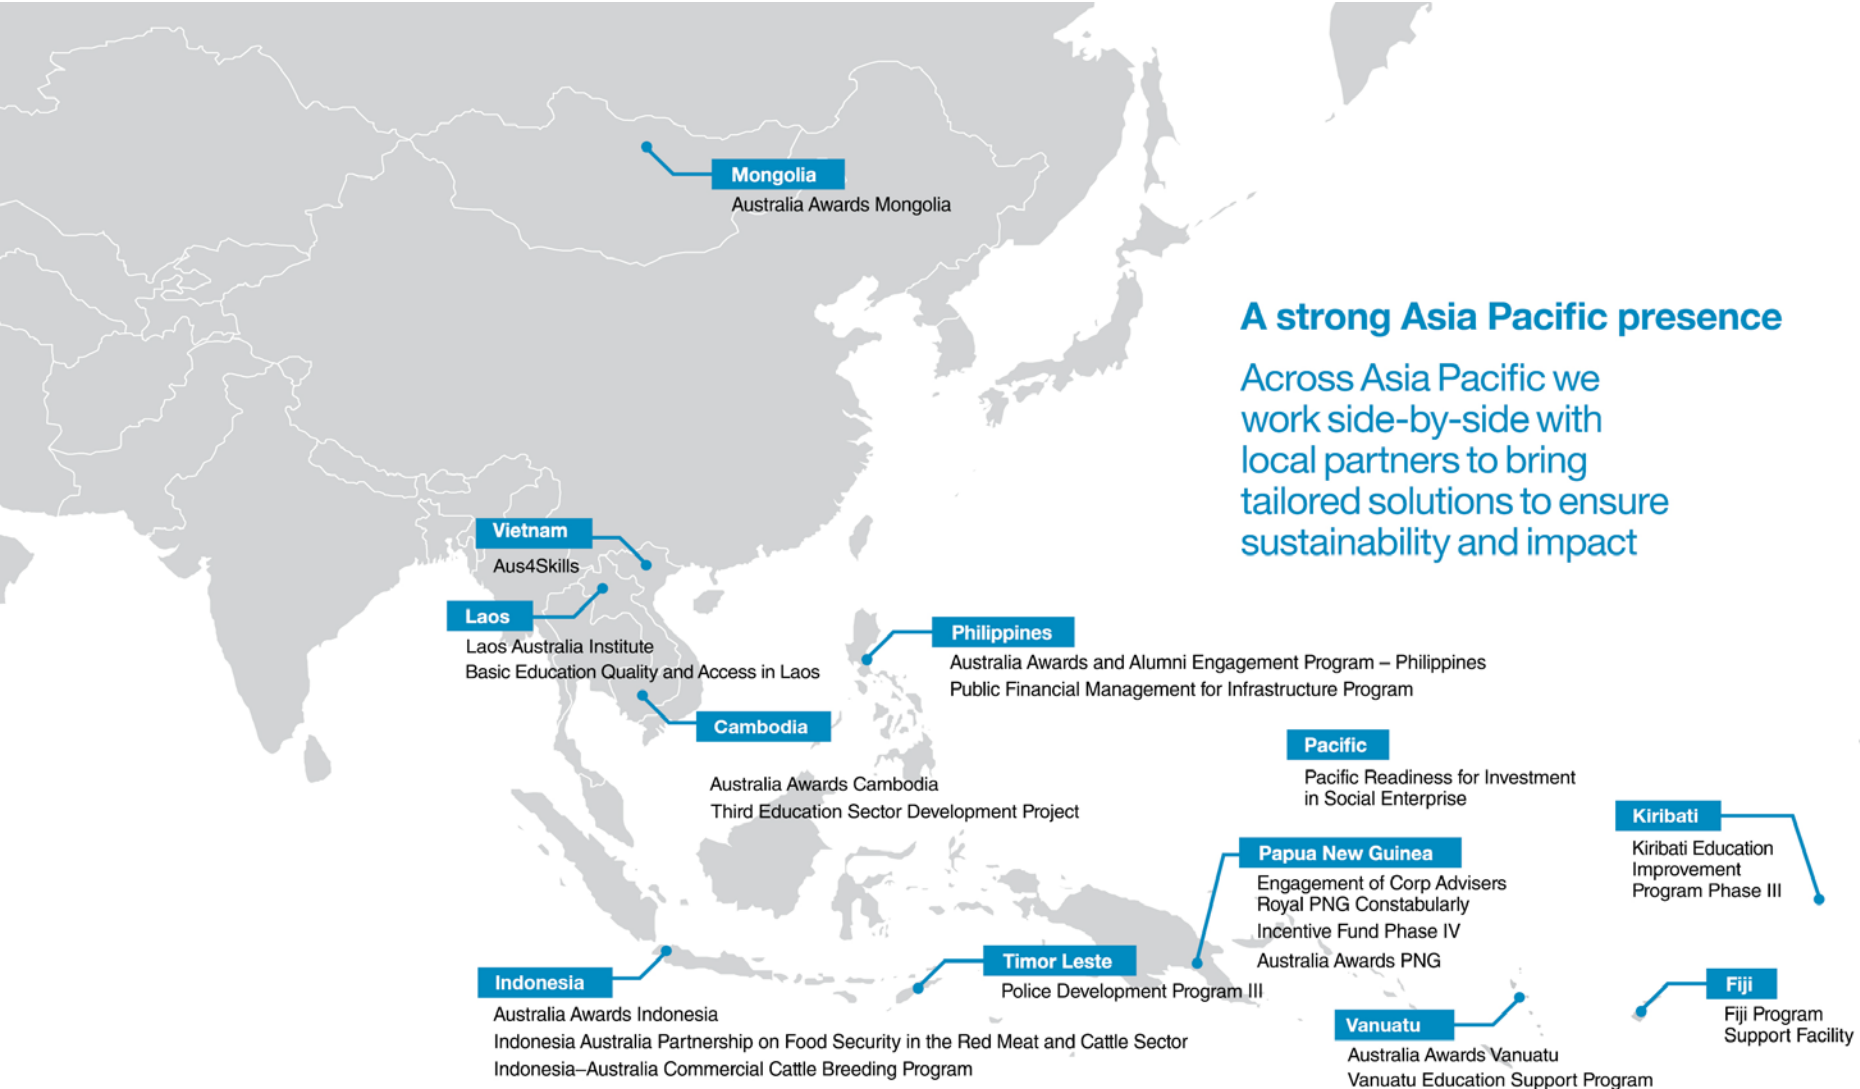 Mongolia
Australia Awards Mongolia
A strong Asia Pacific presence
Across Asia Pacific we
work side-by-side with
local partners to bring
tailored solutions to ensure
sustainability and impact
Vietnam
Aus4Skills
Laos
Laos Australia Institute
Basic Education Quality and Access in Laos
Philippines
Australia Awards and Alumni Engagement Program – Philippines
Public Financial Management for Infrastructure Program
Cambodia
Australia Awards Cambodia
Third Education Sector Development Project
Pacific
Pacific Readiness for Investment
in Social Enterprise
Kiribati
Kiribati Education
Improvement
Program Phase III
Papua New Guinea
Engagement of Corp Advisers
Royal PNG Constabularly
Incentive Fund Phase IV
Australia Awards PNG
Timor Leste
Police Development Program III
Indonesia
Australia Awards Indonesia
Indonesia Australia Partnership on Food Security in the Red Meat and Cattle Sector
Indonesia–Australia Commercial Cattle Breeding Program
Fiji
Fiji Program
Support Facility
Vanuatu
Australia Awards Vanuatu
Vanuatu Education Support Program